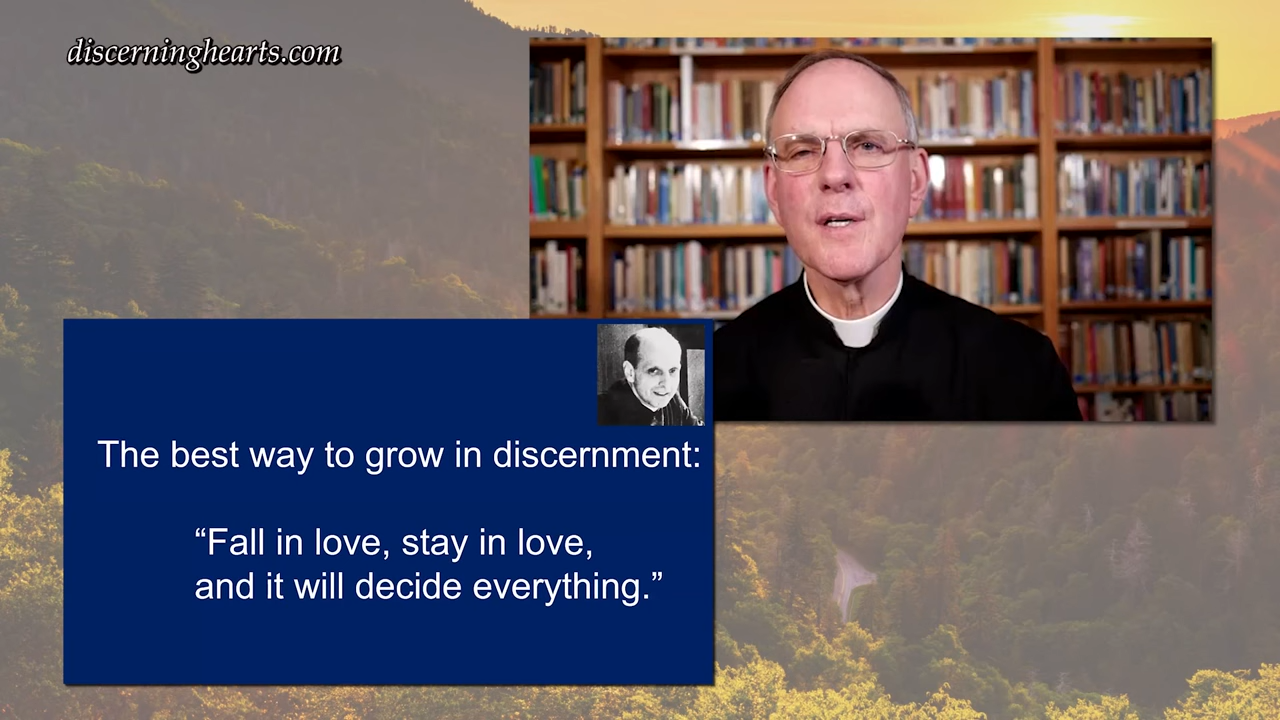 discerninghearts.com
The best way to grow in discernment:
“Fall in love, stay in love,
and it will decide everything.”